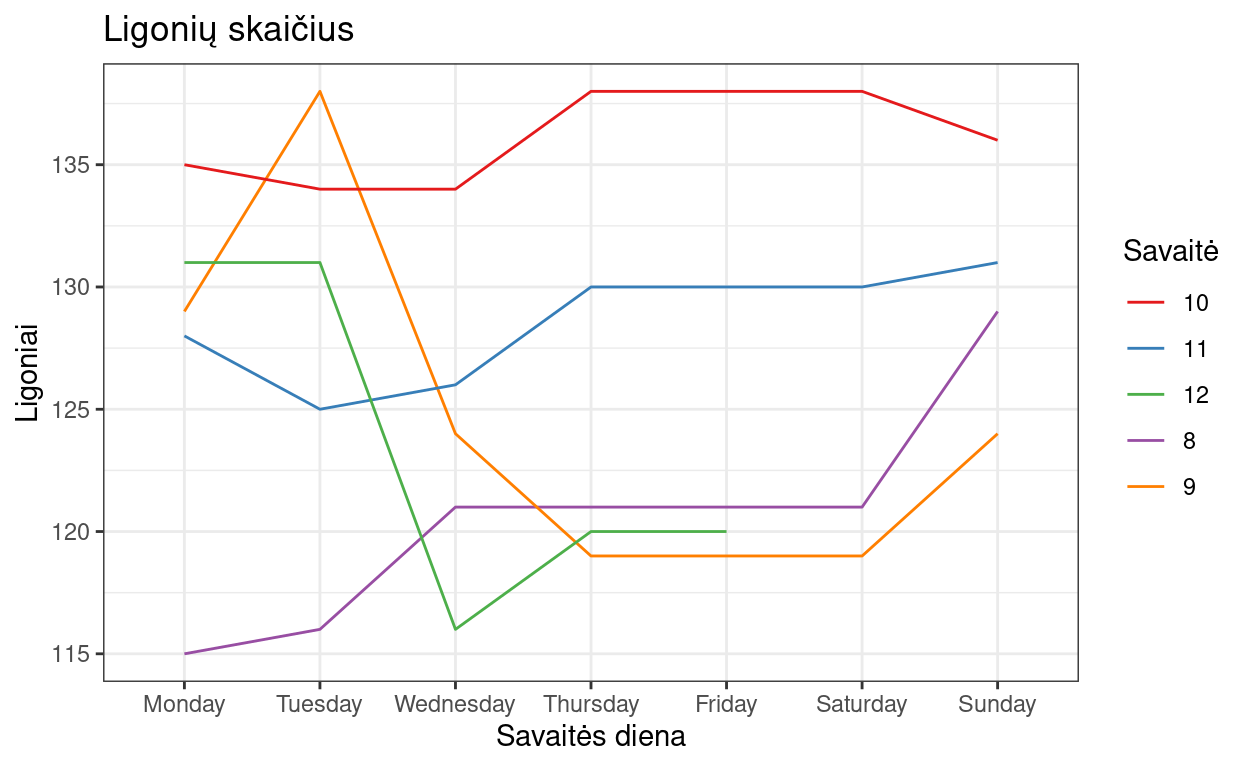 Ligonių skaičius
135
130
125
120
115
Ligoniai
Monday Tuesday Wednesday Thursday Friday Saturday Sunday
Savaitės diena
Savaitė
10
11
12
8
9